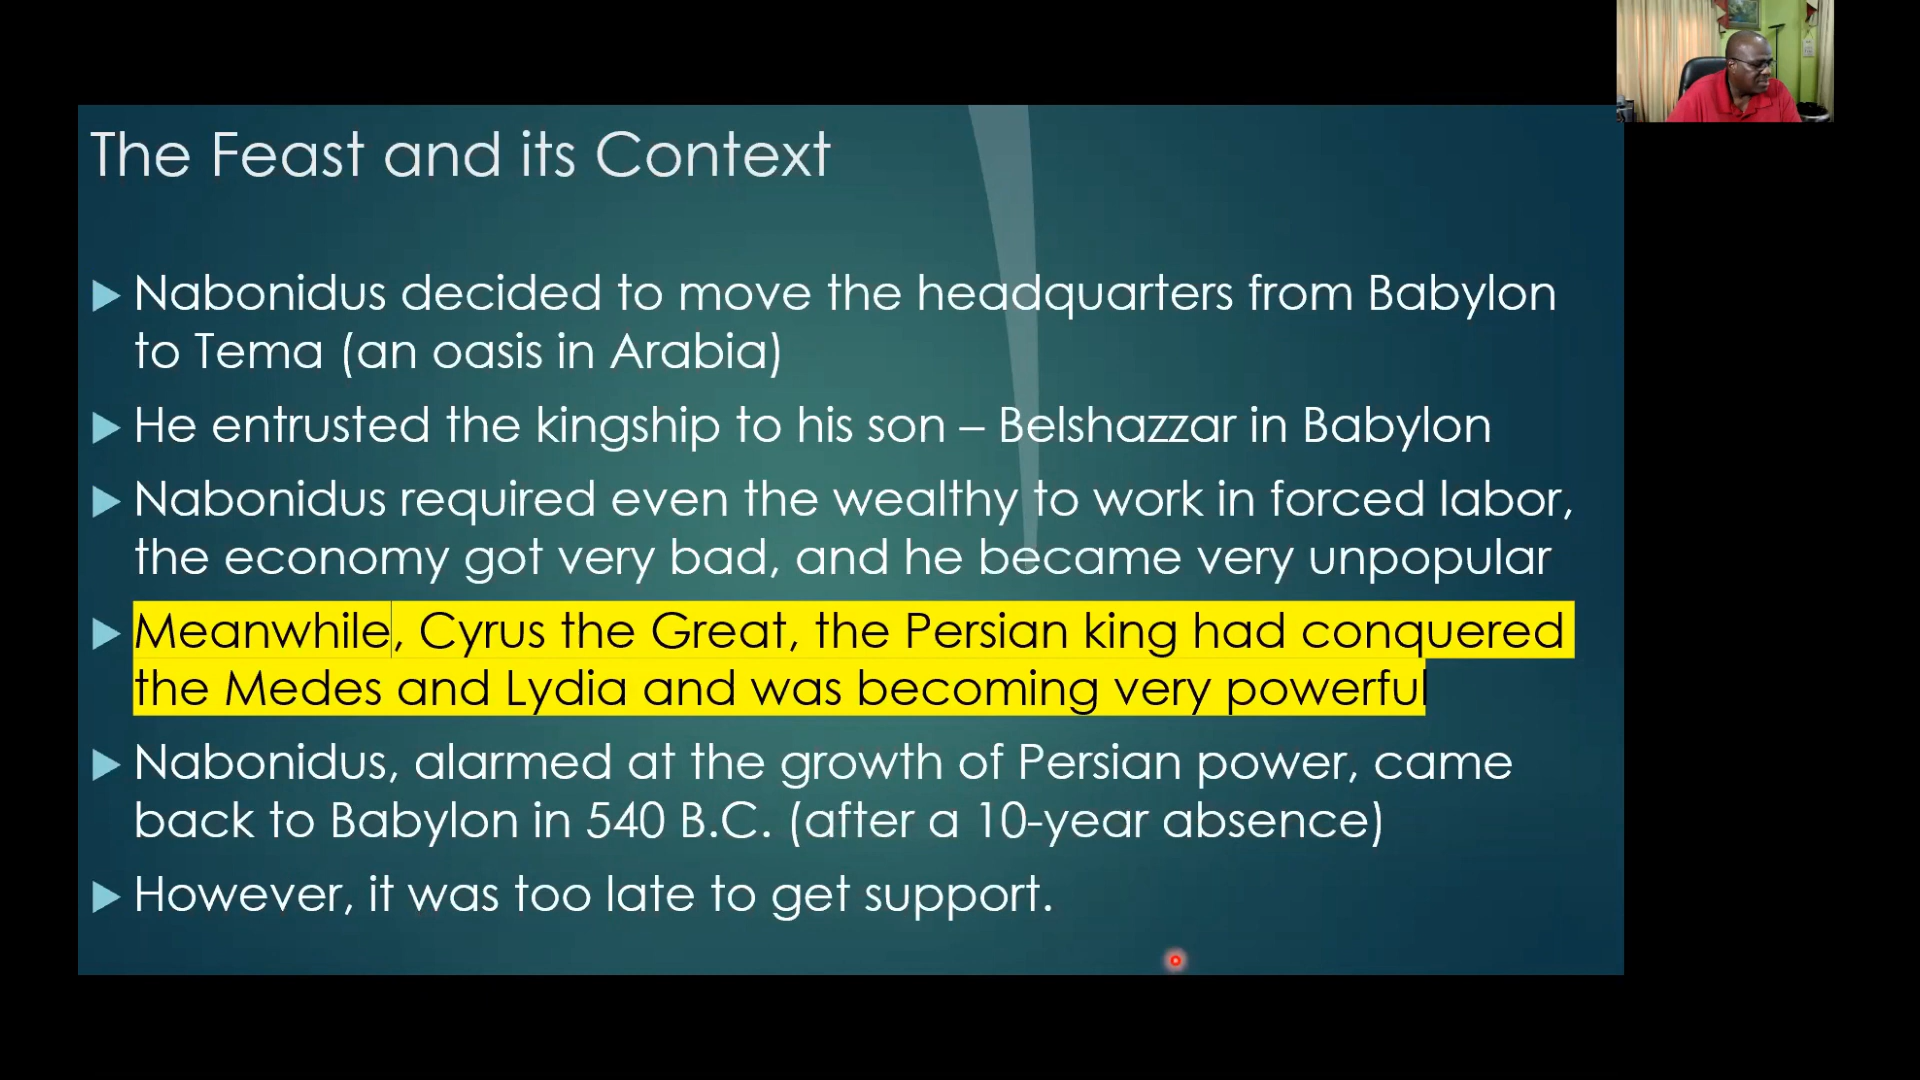 The Feast and its Context
Nabonidus decided to move the headquarters from Babylon
to Tema (an oasis in Arabia)
He entrusted the kingship to his son – Belshazzar in Babylon
Nabonidus required even the wealthy to work in forced labor,
the economy got very bad, and he became very unpopular
Meanwhile, Cyrus the Great, the Persian king had conquered
the Medes and Lydia and was becoming very powerful
Nabonidus, alarmed at the growth of Persian power, came
back to Babylon in 540 B.C. (after a 10-year absence)
However, it was too late to get support.